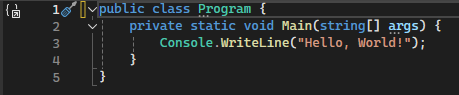 1 public class Program {
2 private static void Main(string[] args) {
3 Console.WriteLine("Hello, World!");
4 }
5 }